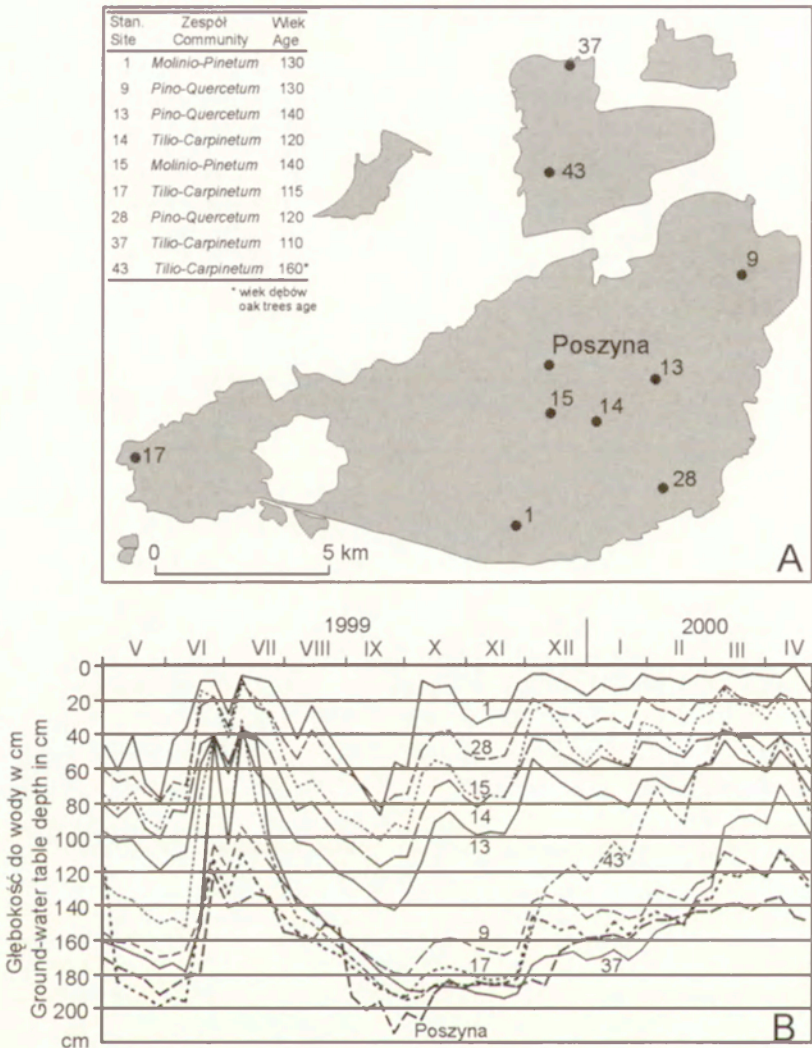 Stan. Zespół Wiek
Site Community Age
1 Molinio-Pinetum 130
9 Pino-Quercetum 130
13 Pino-Quercetum 140
14 Tilio-Carpinetum 120
15 Molinio-Pinetum 140
17 Tilio-Carpinetum 115
28 Pino-Quercetum 120
37 Tilio-Carpinetum 110
43 Tilio-Carpinetum 160*
* wiek dębów
oak trees age
37
43
9
Poszyna
13
15
14
17
28
1
0 5 km
A
1999 2000
V VI VII VIII IX X XI XII I II III IV
Głębokość do wody w cm
Ground-water table depth in cm
0
20
40
60
80
100
120
140
160
180
200
cm
1
28
15
14
13
43
9
17
37
Poszyna
B